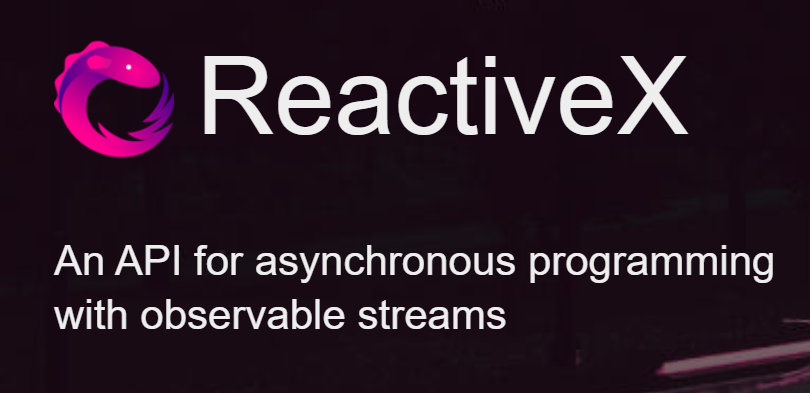 ReactiveX
An API for asynchronous programming
with observable streams